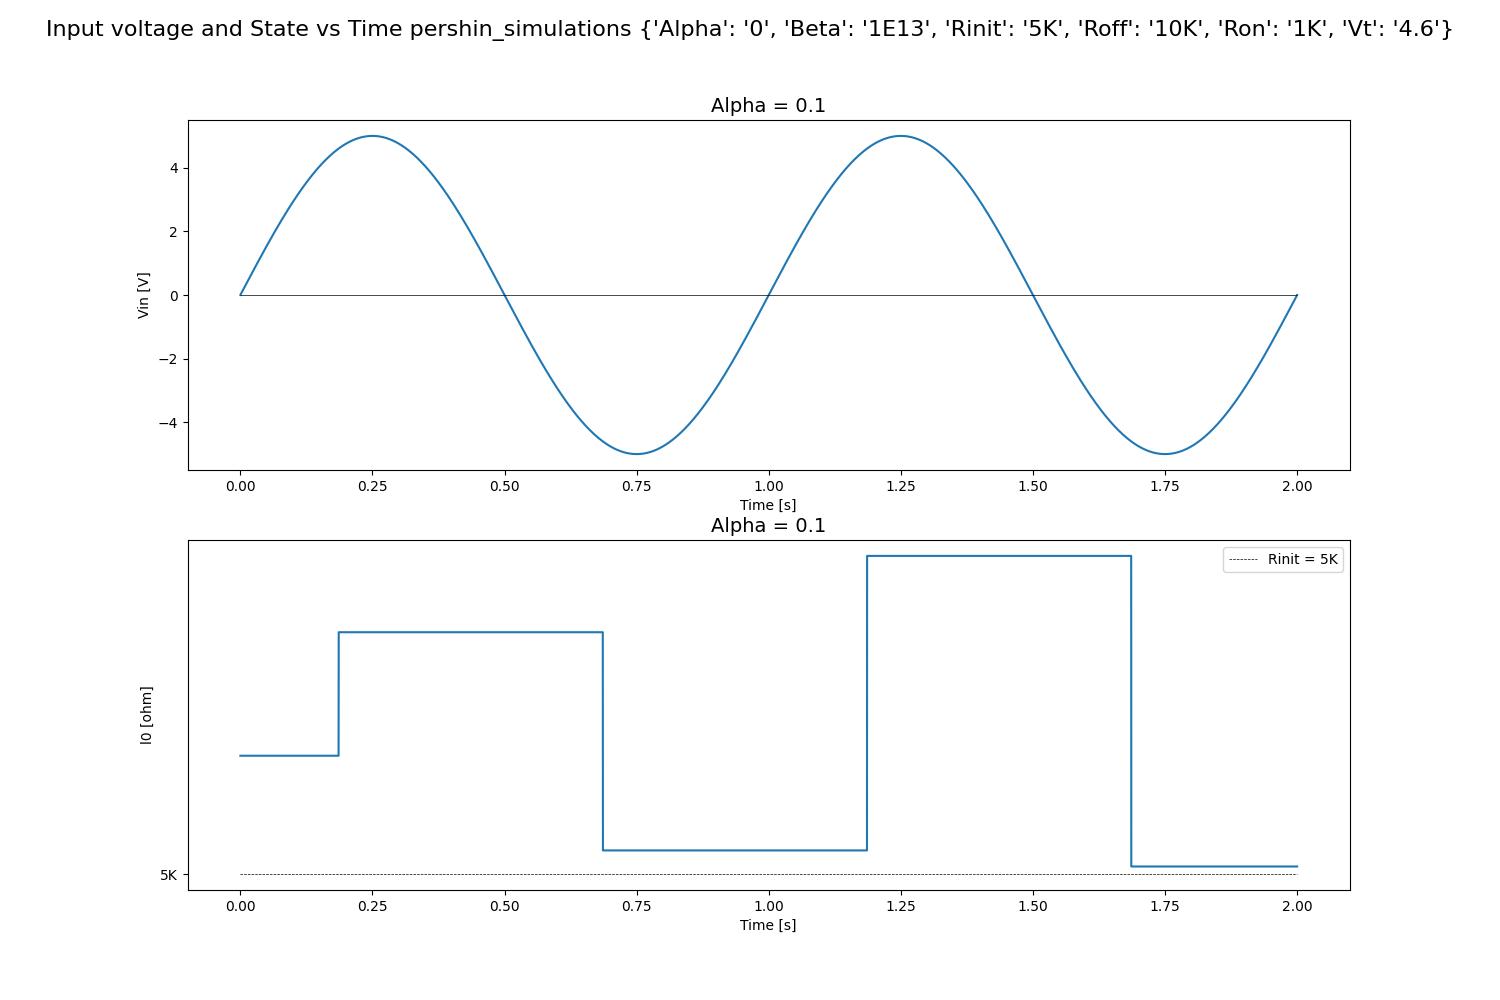 Input voltage and State vs Time pershin_simulations {'Alpha': '0', 'Beta': '1E13', 'Rinit': '5K', 'Roff': '10K', 'Ron': '1K', 'Vt': '4.6'}
Alpha = 0.1
Vin [V]
4
2
0
−2
−4
0.00 0.25 0.50 0.75 1.00 1.25 1.50 1.75 2.00
Time [s]
Alpha = 0.1
Rinit = 5K
l0 [ohm]
5K
0.00 0.25 0.50 0.75 1.00 1.25 1.50 1.75 2.00
Time [s]